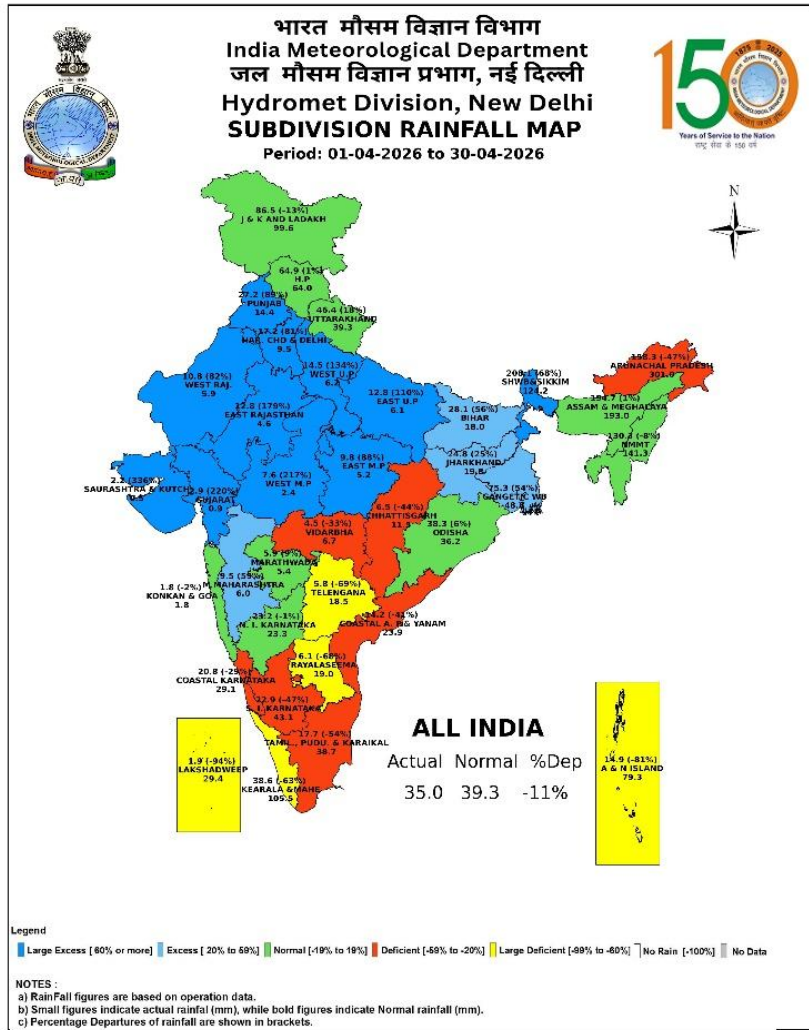 भारत मौसम विज्ञान विभाग
India Meteorological Department
जल मौसम विज्ञान प्रभाग, नई दिल्ली
Hydromet Division, New Delhi
SUBDIVISION RAINFALL MAP
Period: 01-04-2026 to 30-04-2026
150
1875 2025
Years of Service to the Nation
राष्ट्र सेवा के 150 वर्ष
N
86.5 (-13%)
J & K AND LADAKH
99.6
64.9 (1%)
H.P
64.0
27.2 (89%)
PUNJAB
14.4
46.4 (18%)
UTTARAKHAND
39.3
17.2 (81%)
HAR. CHD & DELHI
9.5
14.5 (134%)
WEST U.P.
6.2
10.8 (82%)
WEST RAJ.
5.9
12.8 (110%)
EAST U.P
6.1
12.8 (179%)
EAST RAJASTHAN
4.6
(68%)
SHWB&SIKKIM
124.2
(-47%)
ARUNACHAL PRADESH
301.0
194.7 (1%)
ASSAM & MEGHALAYA
193.0
130.3 (-8%)
NMMT
141.3
28.1 (56%)
BIHAR
18.0
24.8 (25%)
JHARKHAND
19.8
75.3 (54%)
GANGETIC WB
9.8 (88%)
EAST M.P
5.2
7.6 (217%)
WEST M.P
2.4
2.2 (336%)
SAURASHTRA & KUTCH
0.5
2.9 (220%)
GUJARAT
0.9
6.5 (-44%)
CHHATTISGARH
38.3 (6%)
ODISHA
36.2
4.5 (-33%)
VIDARBHA
6.7
5.9 (9%)
MARATHWADA
5.4
9.5 (59%)
M.MAHARASHTRA
6.0
1.8 (-2%)
KONKAN & GOA
1.8
5.8 (-69%)
TELENGANA
18.5
14.2 (-41%)
COASTAL A. P.& YANAM
23.9
23.2 (-1%)
N. I. KARNATAKA
23.3
6.1 (-68%)
RAYALASEEMA
19.0
20.8 (-29%)
COASTAL KARNATAKA
29.1
22.9 (-47%)
S. I. KARNATAKA
43.1
17.7 (-54%)
TAMIL., PUDU. & KARAIKAL
38.7
38.6 (-63%)
KEARALA &MAHE
105.5
1.9 (-94%)
LAKSHADWEEP
29.4
14.9 (-81%)
A & N ISLAND
79.3
ALL INDIA
Actual Normal %Dep
35.0 39.3 -11%
Legend
Large Excess [ 60% or more] Excess [ 20% to 59%] Normal [-19% to 19%] Deficient [-59% to -20%] Large Deficient [-99% to -60%] No Rain [-100%] No Data
NOTES :
a) RainFall figures are based on operation data.
b) Small figures indicate actual rainfal (mm), while bold figures indicate Normal rainfall (mm).
c) Percentage Departures of rainfall are shown in brackets.